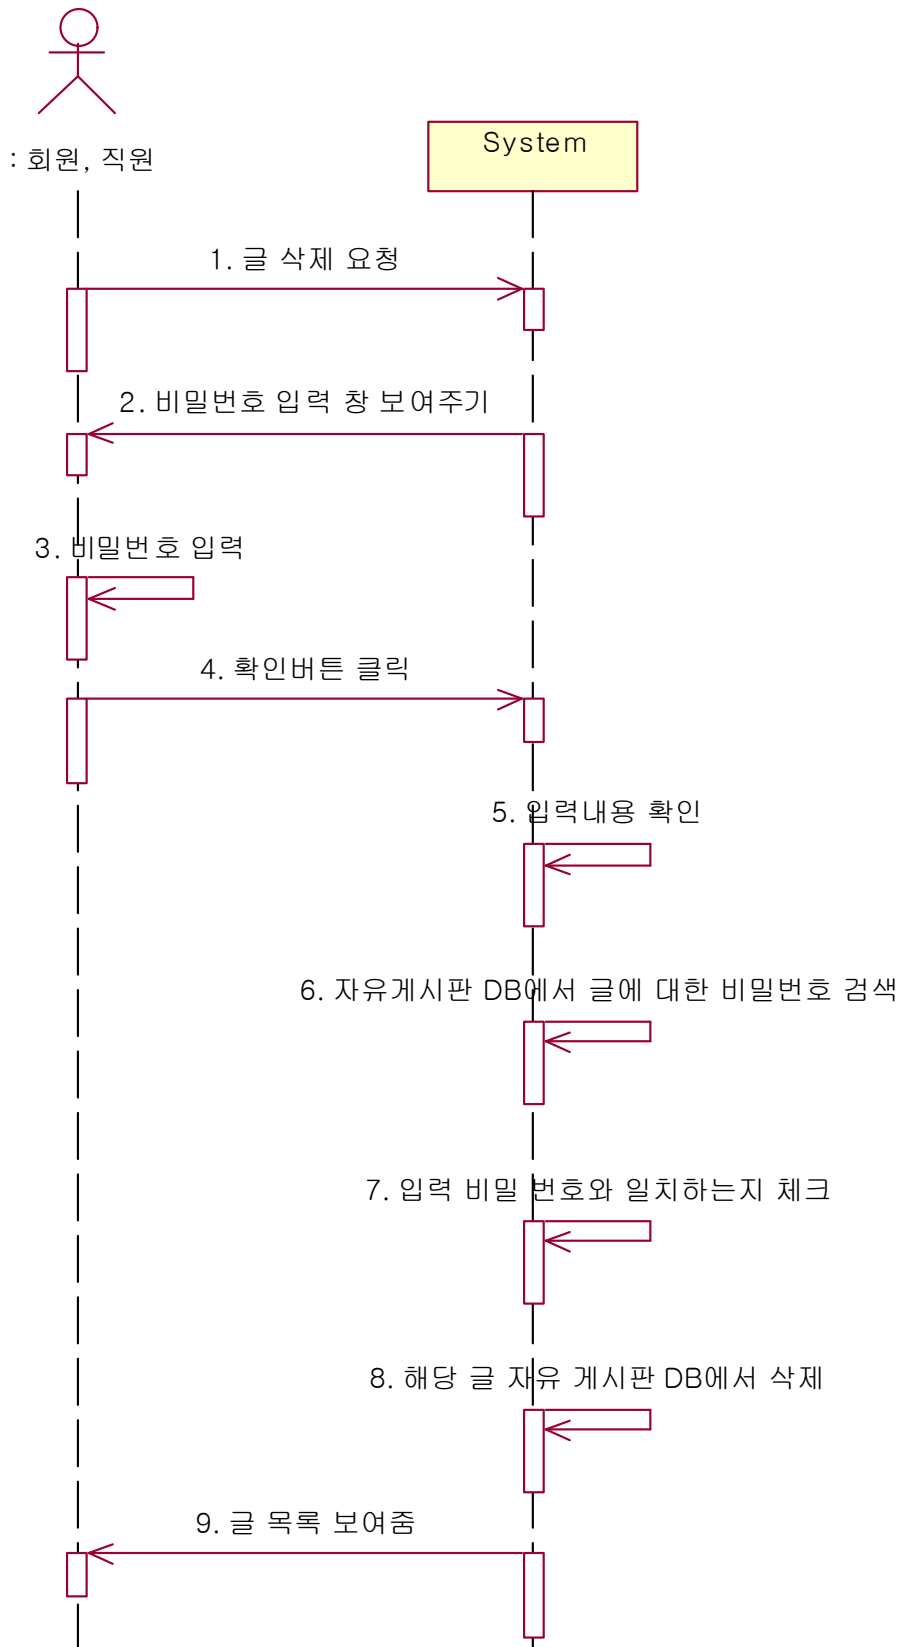 : 회원, 직원
System
1. 글 삭제 요청
2. 비밀번호 입력 창 보여주기
3. 비밀번호 입력
4. 확인버튼 클릭
5. 입력내용 확인
6. 자유게시판 DB에서 글에 대한 비밀번호 검색
7. 입력 비밀 번호와 일치하는지 체크
8. 해당 글 자유 게시판 DB에서 삭제
9. 글 목록 보여줌